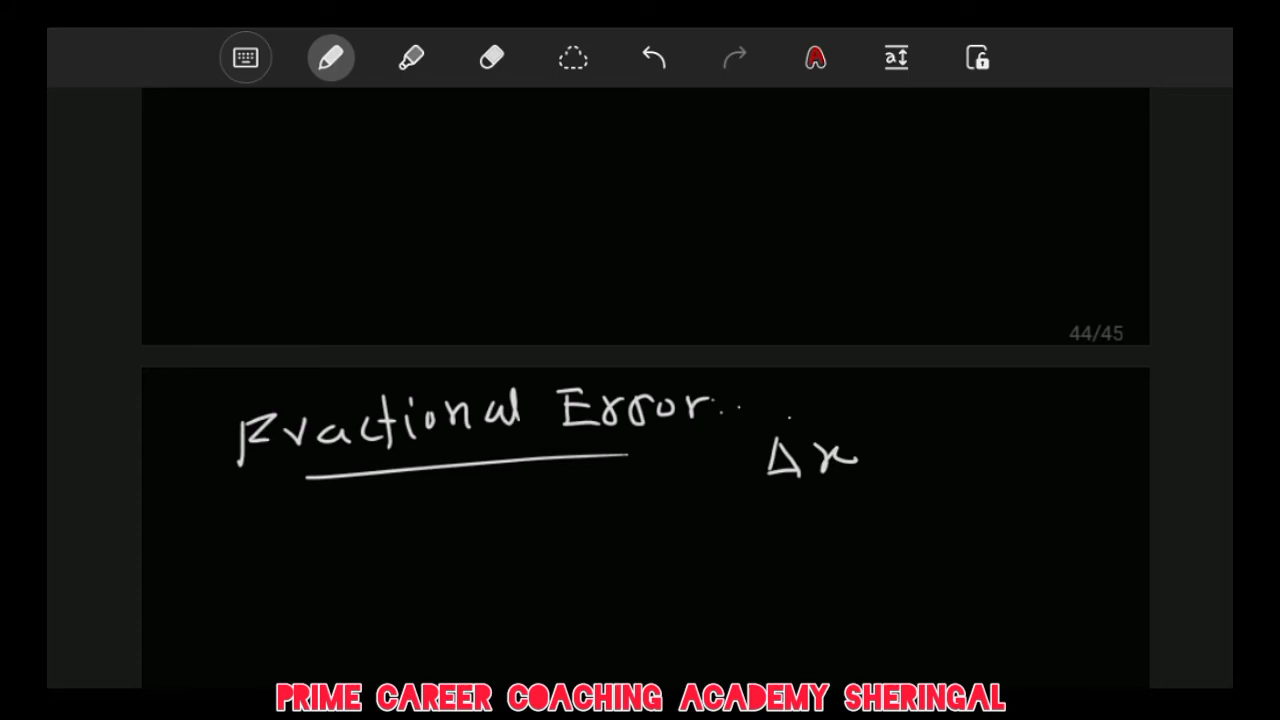 a
44/45
Fractional Error..
Δx
PRIME CAREER COACHING ACADEMY SHERINGAL